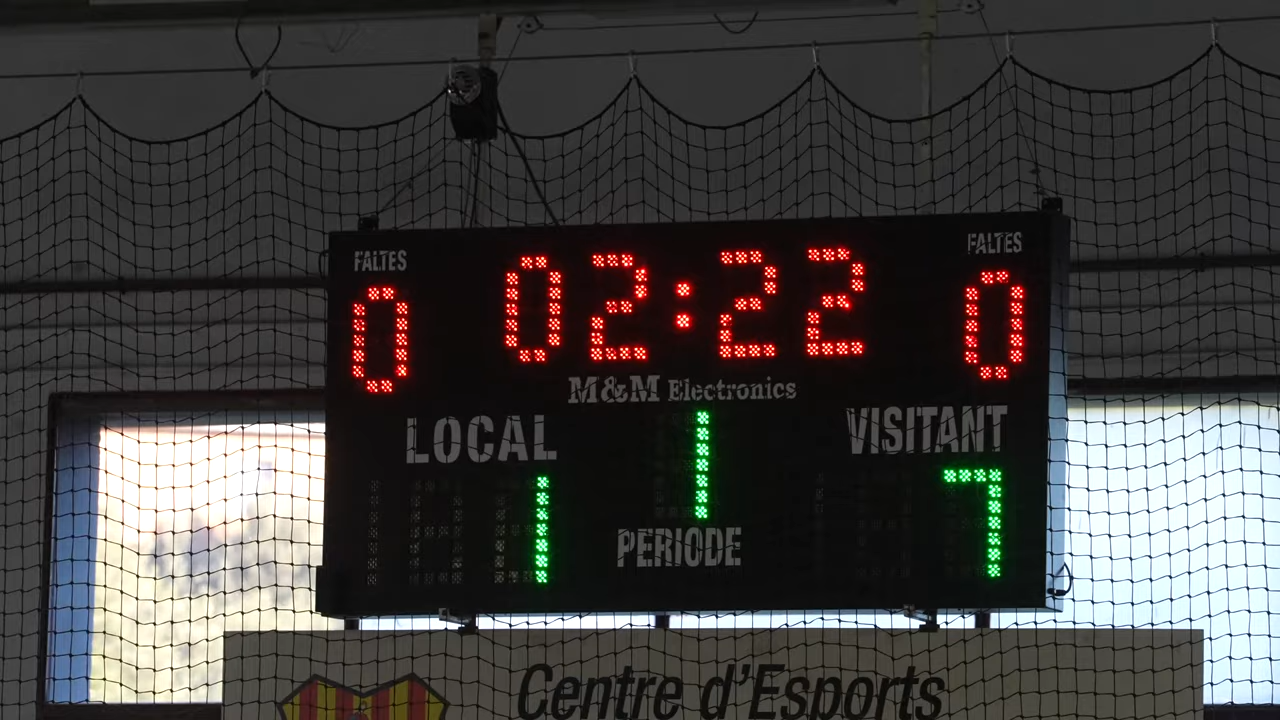 FALTES
FALTES
0 02:22 0
M&M Electronics
LOCAL
VISITANT
1 1 7
PERIODE
Centre d'Esports